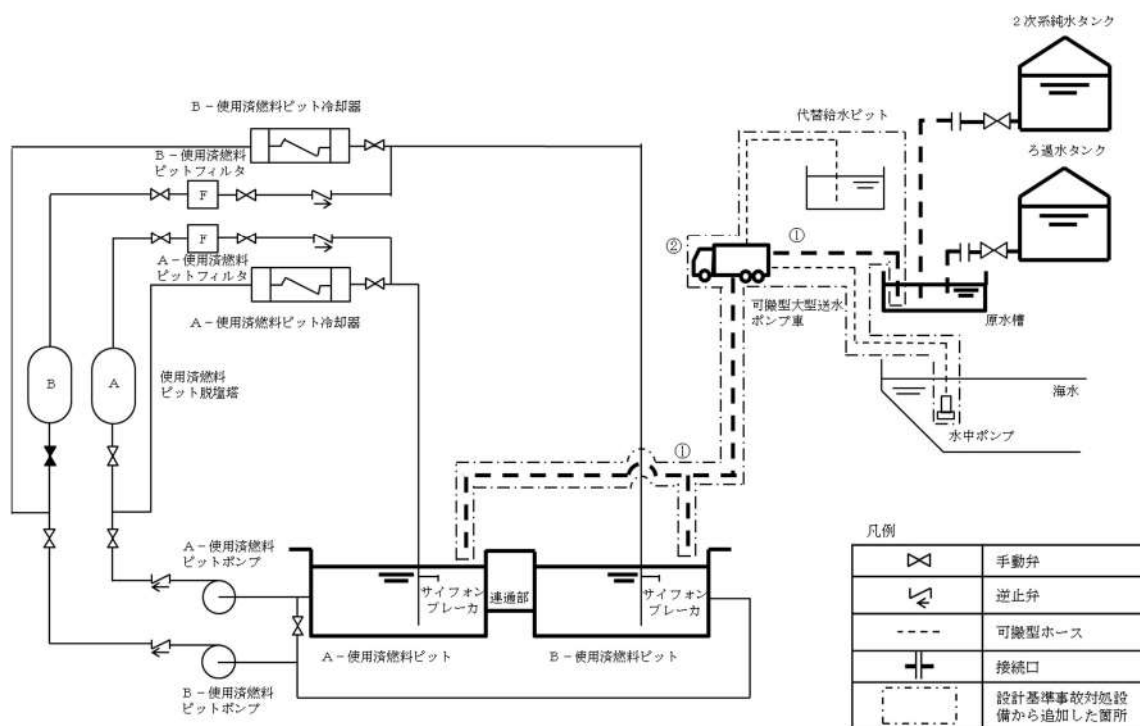 2次系純水タンク
B-使用済燃料ピット冷却器
代替給水ピット
B-使用済燃料
ピットフィルタ
ろ過水タンク
F
F
①
②
A-使用済燃料
ピットフィルタ
可搬型大型送水
ポンプ車
原水槽
A-使用済燃料ピット冷却器
B
A
使用済燃料
ピット脱塩塔
海水
水中ポンプ
①
凡例
手動弁
逆止弁
可搬型ホース
接続口
設計基準事故対処設
備から追加した箇所
A-使用済燃料
ピットポンプ
サイフォン
ブレーカ
連通部
サイフォン
ブレーカ
A-使用済燃料ピット
B-使用済燃料ピット
B-使用済燃料
ピットポンプ